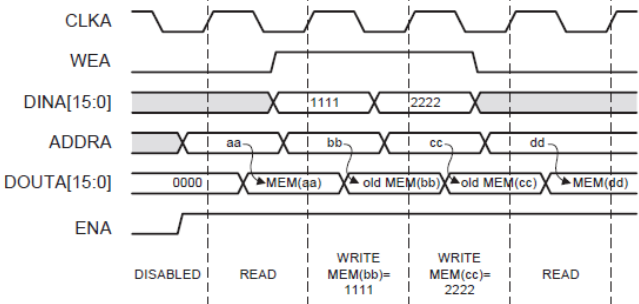 CLKA
WEA
DINA[15:0] 1111 2222
ADDRA aa bb cc dd
DOUTA[15:0] 0000 MEM(aa) old MEM(bb) old MEM(cc) MEM(dd)
ENA
DISABLED READ WRITE WRITE READ
MEM(bb)= MEM(cc)=
1111 2222